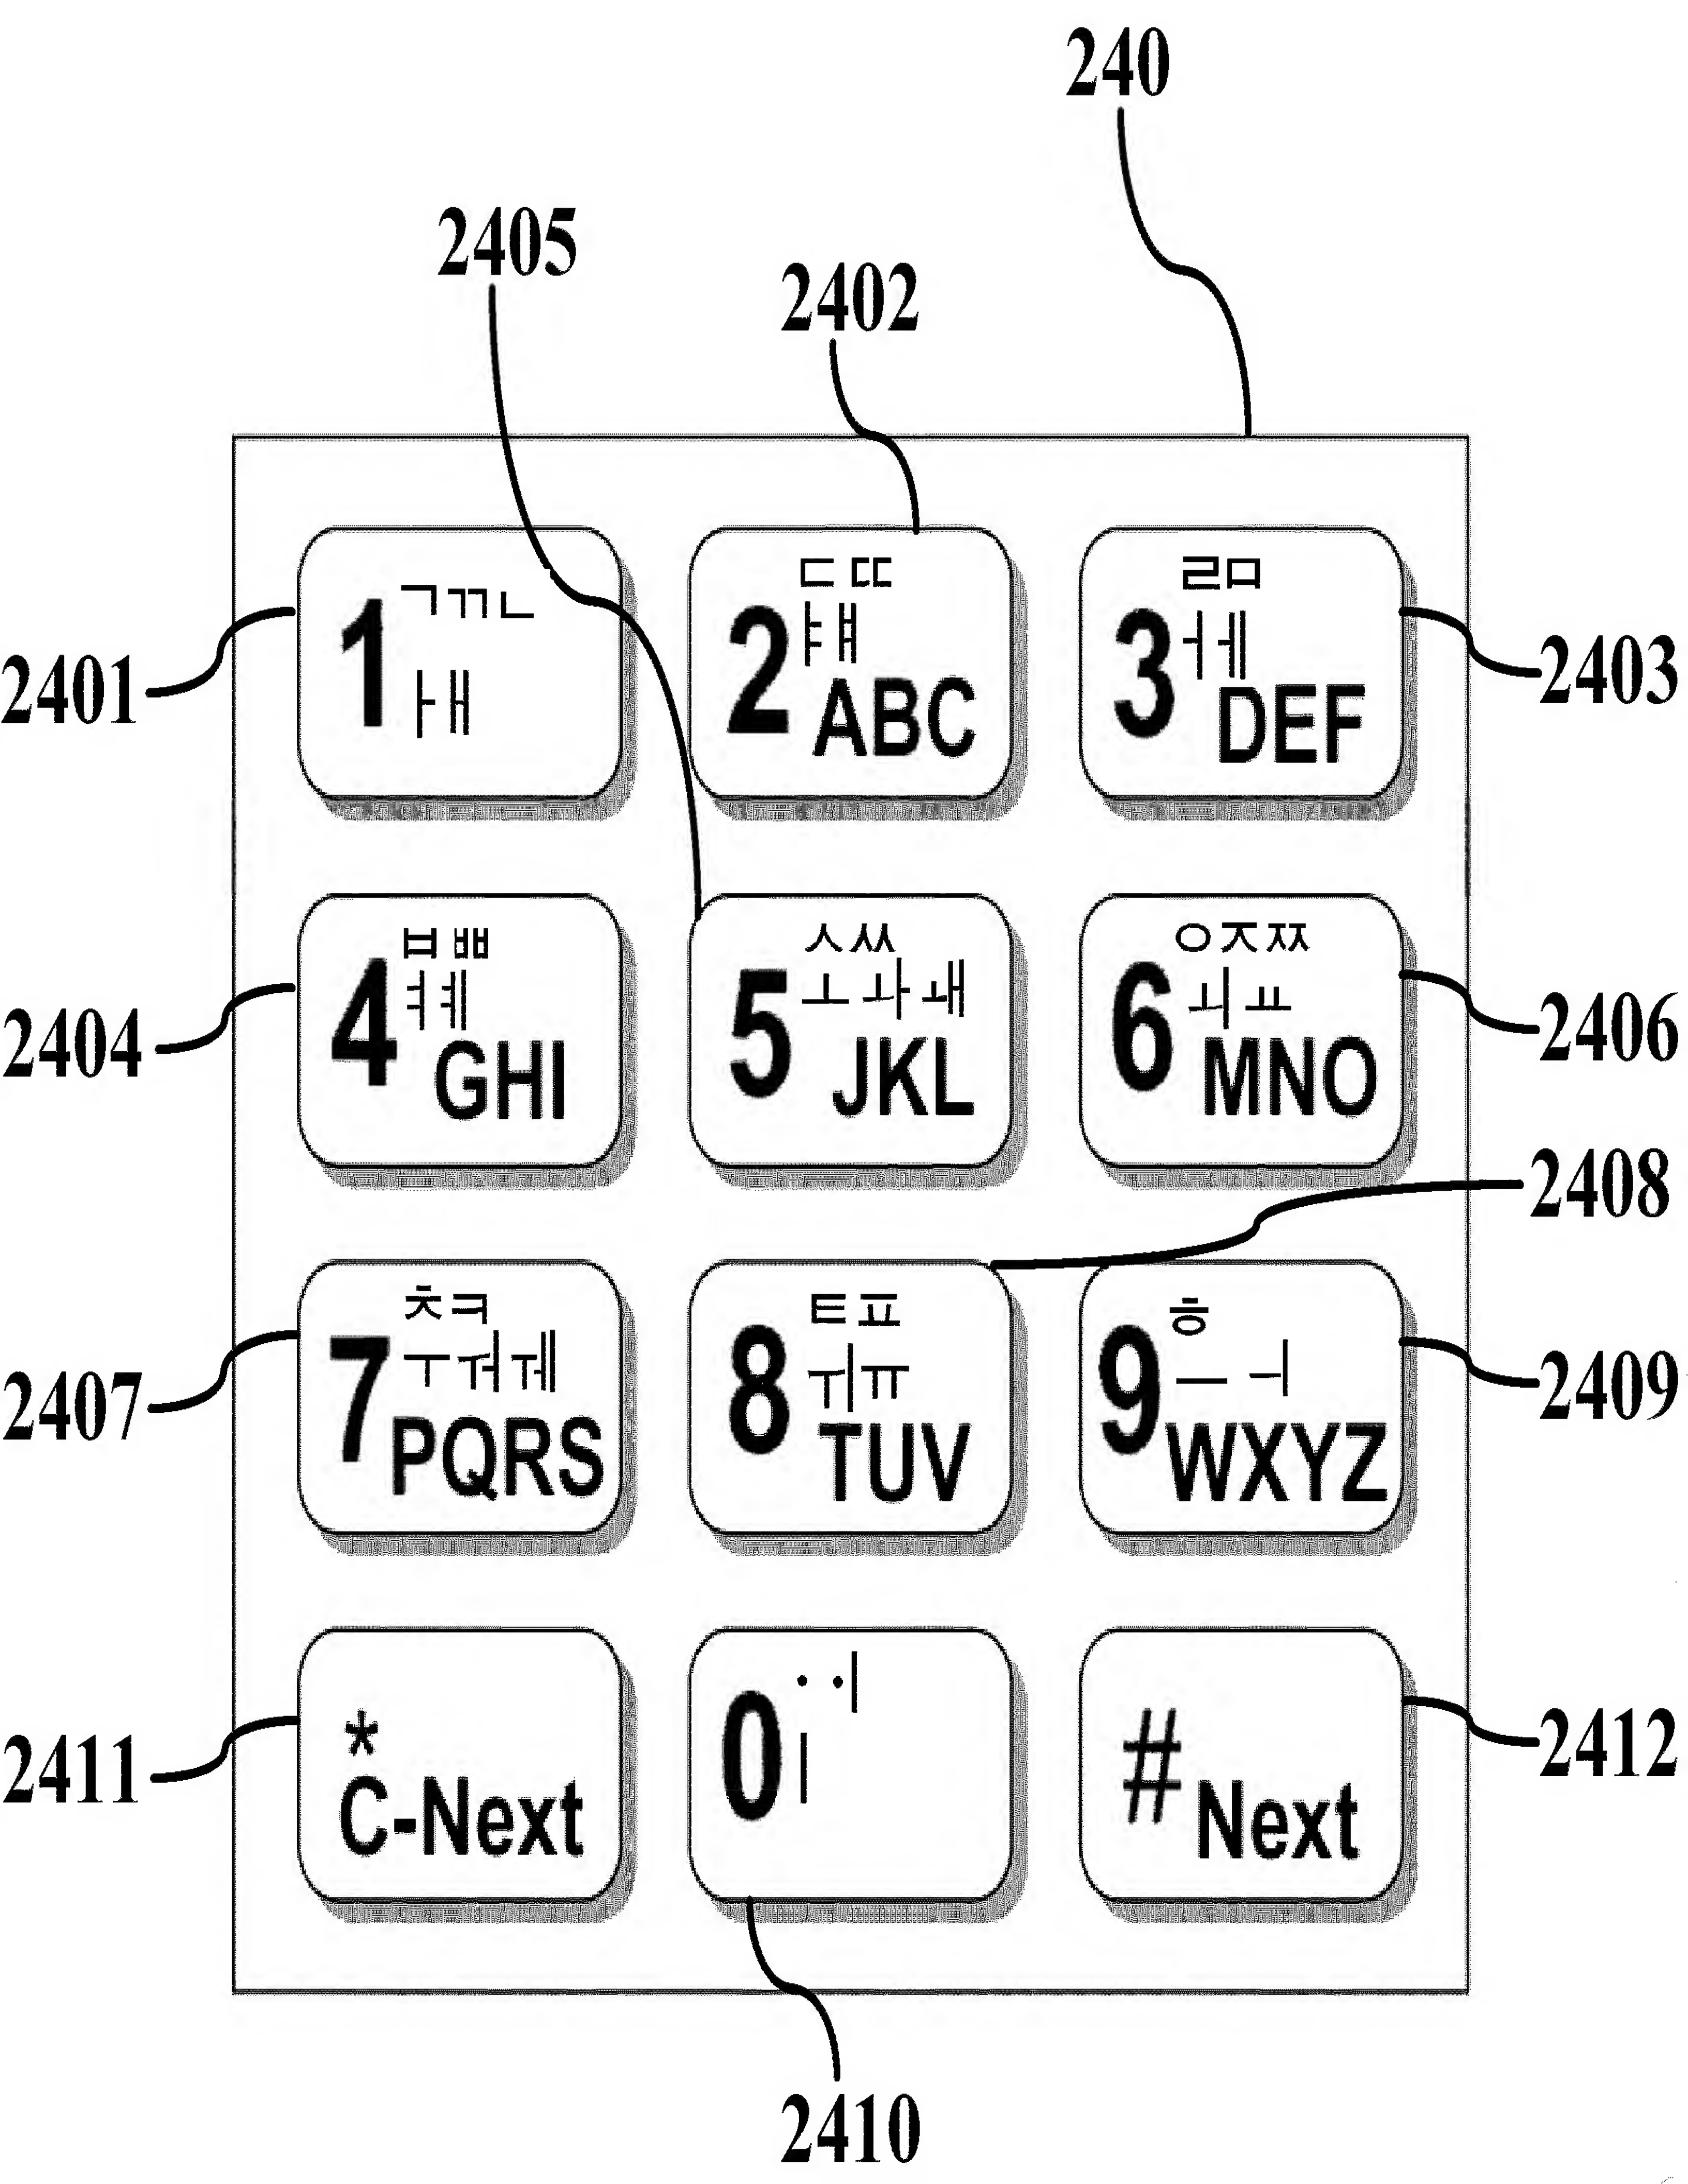 240
2405
2402
2401
1 ㄱㄲㄴ
ㅏㅐ
2 ㄷㄸ
ㅑㅒ
ABC
3 ㄹㅁ
ㅓㅔ
DEF
2403
2404
4 ㅂㅃ
ㅕㅖ
GHI
5 ㅅㅆ
ㅗㅘㅙ
JKL
6 ㅇㅈㅉ
ㅚㅛ
MNO
2406
2408
2407
7 ㅊㅋ
ㅜㅝㅞ
PQRS
8 ㅌㅍ
ㅟㅠ
TUV
9 ㅎ
ㅡㅢ
WXYZ
2409
2411
*
C-Next
0 ㆍㆎ
ㅣ
# Next
2412
2410